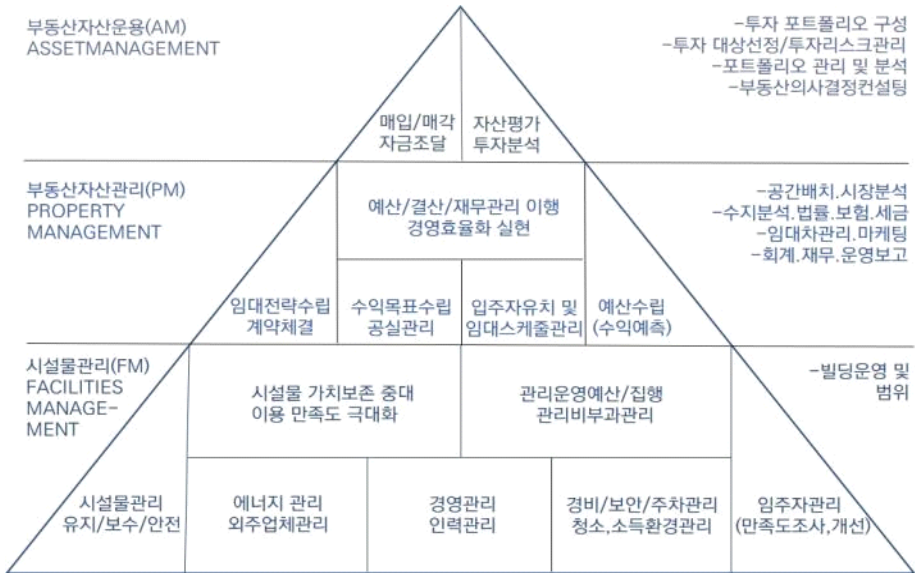 부동산자산운용(AM)
ASSETMANAGEMENT
-투자 포트폴리오 구성
-투자 대상선정/투자리스크관리
-포트폴리오 관리 및 분석
-부동산의사결정컨설팅
매입/매각
자금조달
자산평가
투자분석
부동산자산관리(PM)
PROPERTY
MANAGEMENT
예산/결산/재무관리 이행
경영효율화 실현
-공간배치.시장분석
-수지분석.법률.보험.세금
-임대차관리.마케팅
-회계.재무.운영보고
임대전략수립
계약체결
수익목표수립
공실관리
입주자유치 및
임대스케줄관리
예산수립
(수익예측)
시설물관리(FM)
FACILITIES
MANAGE-
MENT
시설물 가치보존 중대
이용 만족도 극대화
관리운영예산/집행
관리비부과관리
-빌딩운영 및
범위
시설물관리
유지/보수/안전
에너지 관리
외주업체관리
경영관리
인력관리
경비/보안/주차관리
청소,소득환경관리
임주자관리
(만족도조사,개선)